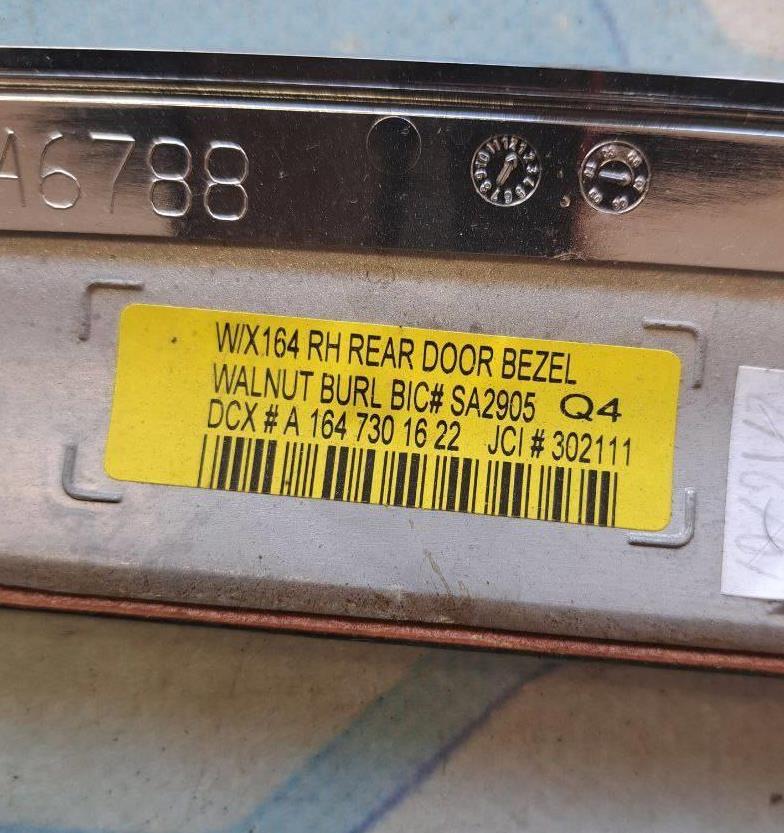 A6788
W/X164 RH REAR DOOR BEZEL
WALNUT BURL BIC# SA2905 Q4
DCX # A 164 730 16 22 JCI # 302111